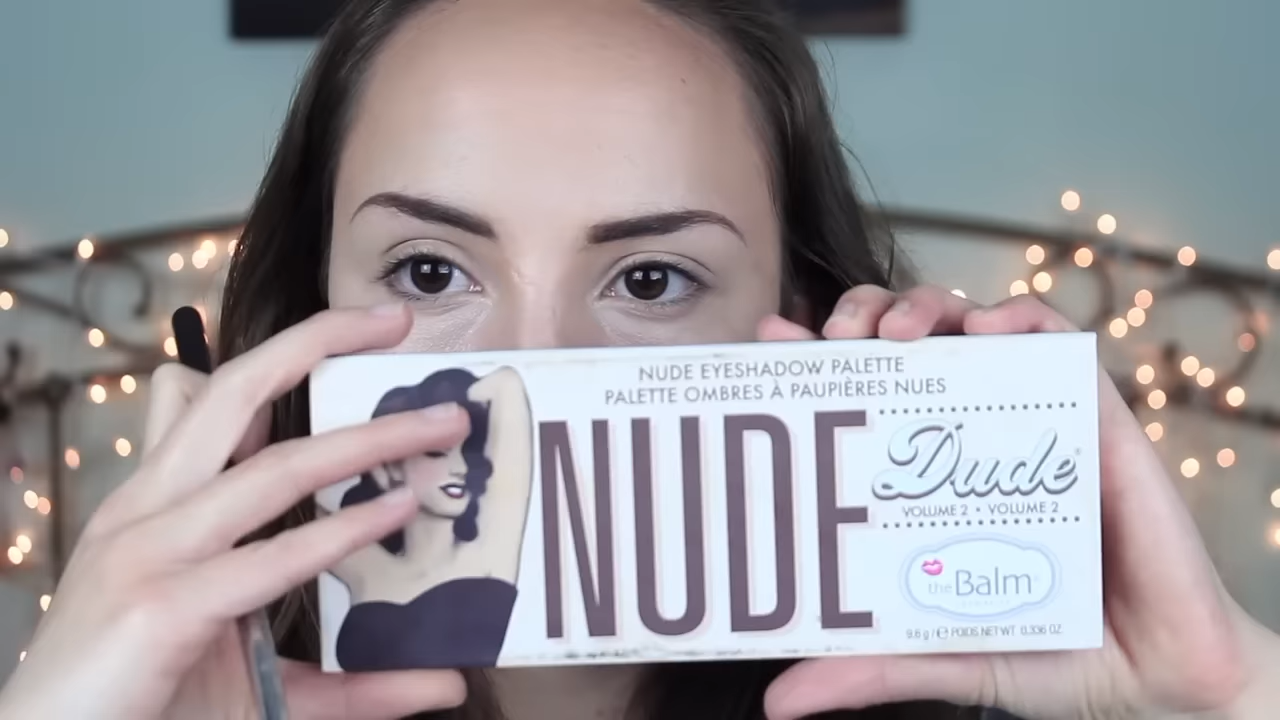 NUDE EYESHADOW PALETTE
PALETTE OMBRES À PAUPIÈRES NUES
NUDE
Dude®
VOLUME 2 • VOLUME 2
theBalm®
9.6 g / ℮ POIDS NET WT. 0.336 OZ.